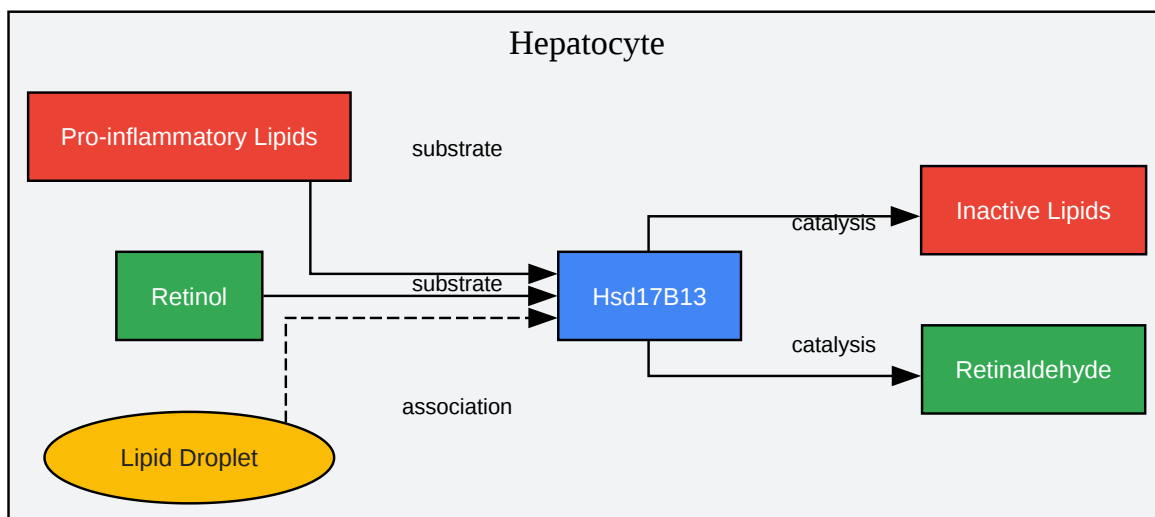 Hepatocyte
Pro-inflammatory Lipids
substrate
Inactive Lipids
catalysis
Retinol
substrate
Hsd17B13
catalysis
Retinaldehyde
association
Lipid Droplet